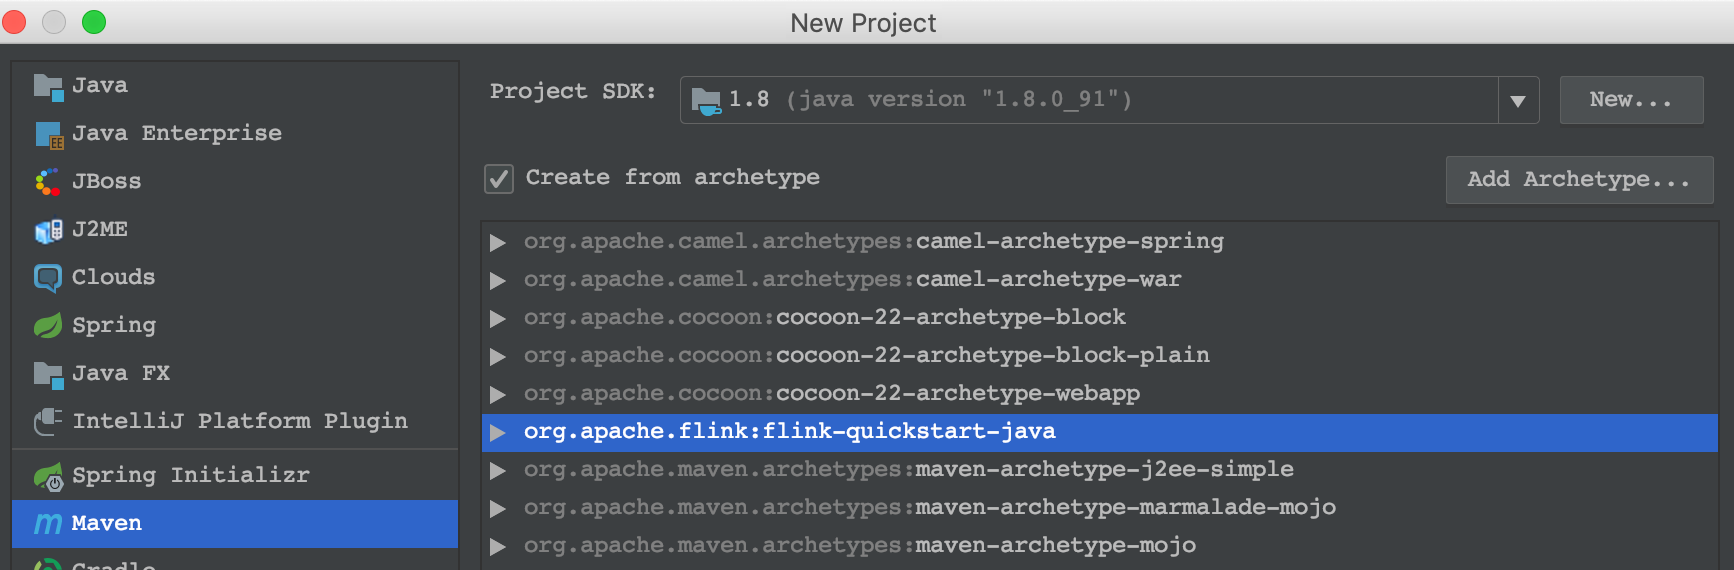 New Project
Java
Java Enterprise
JBoss
J2ME
Clouds
Spring
Java FX
IntelliJ Platform Plugin
Spring Initializr
Maven
Gradle
Project SDK:
1.8 (java version "1.8.0_91")
New...
Create from archetype
Add Archetype...
org.apache.camel.archetypes:camel-archetype-spring
org.apache.camel.archetypes:camel-archetype-war
org.apache.cocoon:cocoon-22-archetype-block
org.apache.cocoon:cocoon-22-archetype-block-plain
org.apache.cocoon:cocoon-22-archetype-webapp
org.apache.flink:flink-quickstart-java
org.apache.maven.archetypes:maven-archetype-j2ee-simple
org.apache.maven.archetypes:maven-archetype-marmalade-mojo
org.apache.maven.archetypes:maven-archetype-mojo